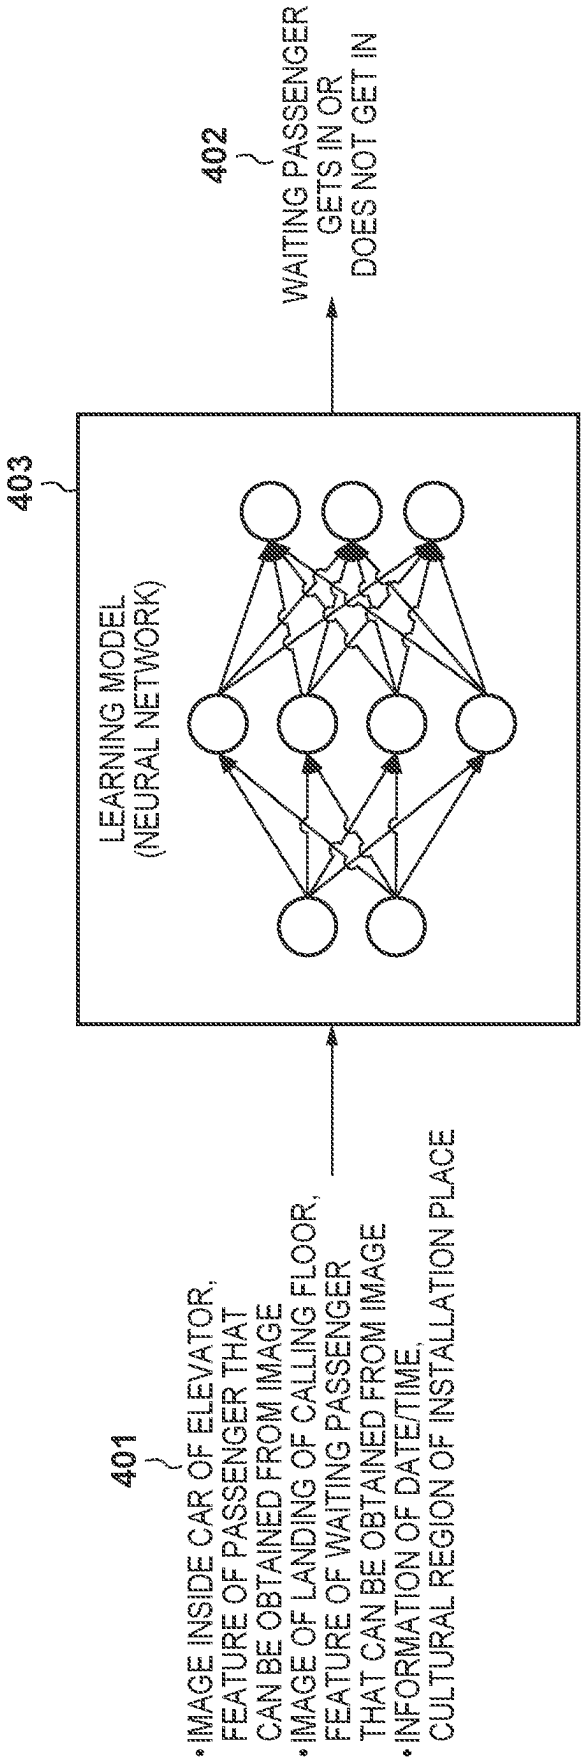 401
• IMAGE INSIDE CAR OF ELEVATOR,
FEATURE OF PASSENGER THAT
CAN BE OBTAINED FROM IMAGE
• IMAGE OF LANDING OF CALLING FLOOR,
FEATURE OF WAITING PASSENGER
THAT CAN BE OBTAINED FROM IMAGE
• INFORMATION OF DATE/TIME,
CULTURAL REGION OF INSTALLATION PLACE
403
LEARNING MODEL
(NEURAL NETWORK)
402
WAITING PASSENGER
GETS IN OR
DOES NOT GET IN